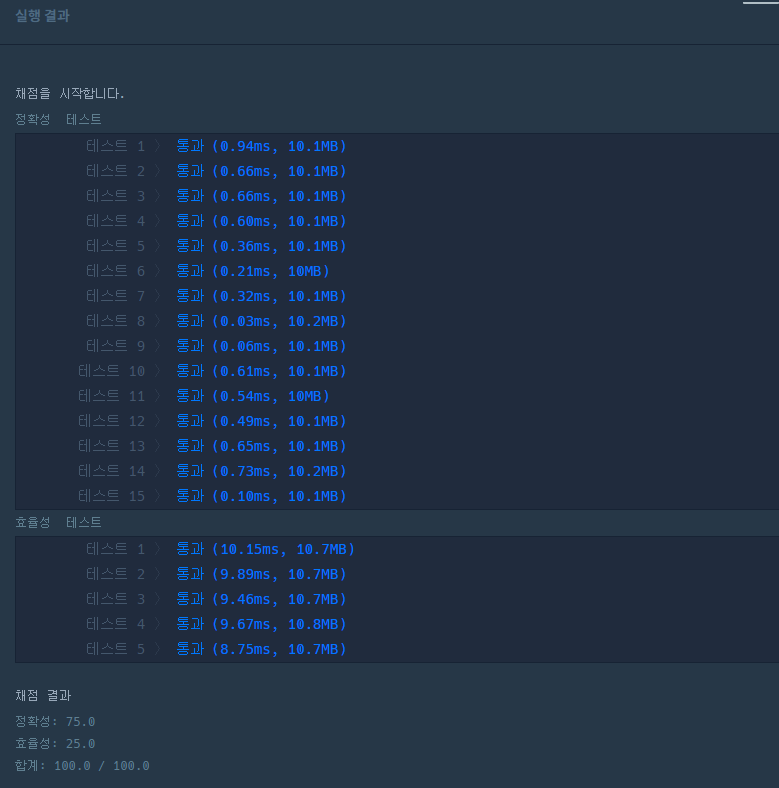 실행 결과
채점을 시작합니다.
정확성 테스트
테스트 1 〉 통과 (0.94ms, 10.1MB)
테스트 2 〉 통과 (0.66ms, 10.1MB)
테스트 3 〉 통과 (0.66ms, 10.1MB)
테스트 4 〉 통과 (0.60ms, 10.1MB)
테스트 5 〉 통과 (0.36ms, 10.1MB)
테스트 6 〉 통과 (0.21ms, 10MB)
테스트 7 〉 통과 (0.32ms, 10.1MB)
테스트 8 〉 통과 (0.03ms, 10.2MB)
테스트 9 〉 통과 (0.06ms, 10.1MB)
테스트 10 〉 통과 (0.61ms, 10.1MB)
테스트 11 〉 통과 (0.54ms, 10MB)
테스트 12 〉 통과 (0.49ms, 10.1MB)
테스트 13 〉 통과 (0.65ms, 10.1MB)
테스트 14 〉 통과 (0.73ms, 10.2MB)
테스트 15 〉 통과 (0.10ms, 10.1MB)
효율성 테스트
테스트 1 〉 통과 (10.15ms, 10.7MB)
테스트 2 〉 통과 (9.89ms, 10.7MB)
테스트 3 〉 통과 (9.46ms, 10.7MB)
테스트 4 〉 통과 (9.67ms, 10.8MB)
테스트 5 〉 통과 (8.75ms, 10.7MB)
채점 결과
정확성: 75.0
효율성: 25.0
합계: 100.0 / 100.0